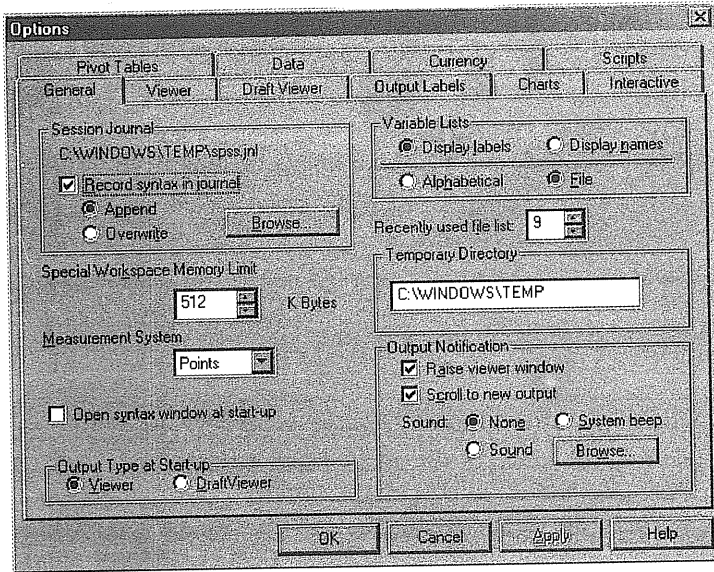 Options
Pivot Tables
Data
Currency
Scripts
General
Viewer
Draft Viewer
Output Labels
Charts
Interactive
Session Journal
C:\WINDOWS\TEMP\spss.jnl
Record syntax in journal
Append
Overwrite
Browse...
Special Workspace Memory Limit
512
K Bytes
Measurement System
Points
Open syntax window at start-up
Output Type at Start-up
Viewer
DraftViewer
Variable Lists
Display labels
Display names
Alphabetical
File
Recently used file list:
9
Temporary Directory
C:\WINDOWS\TEMP
Output Notification
Raise viewer window
Scroll to new output
Sound:
None
System beep
Sound
Browse...
OK
Cancel
Apply
Help